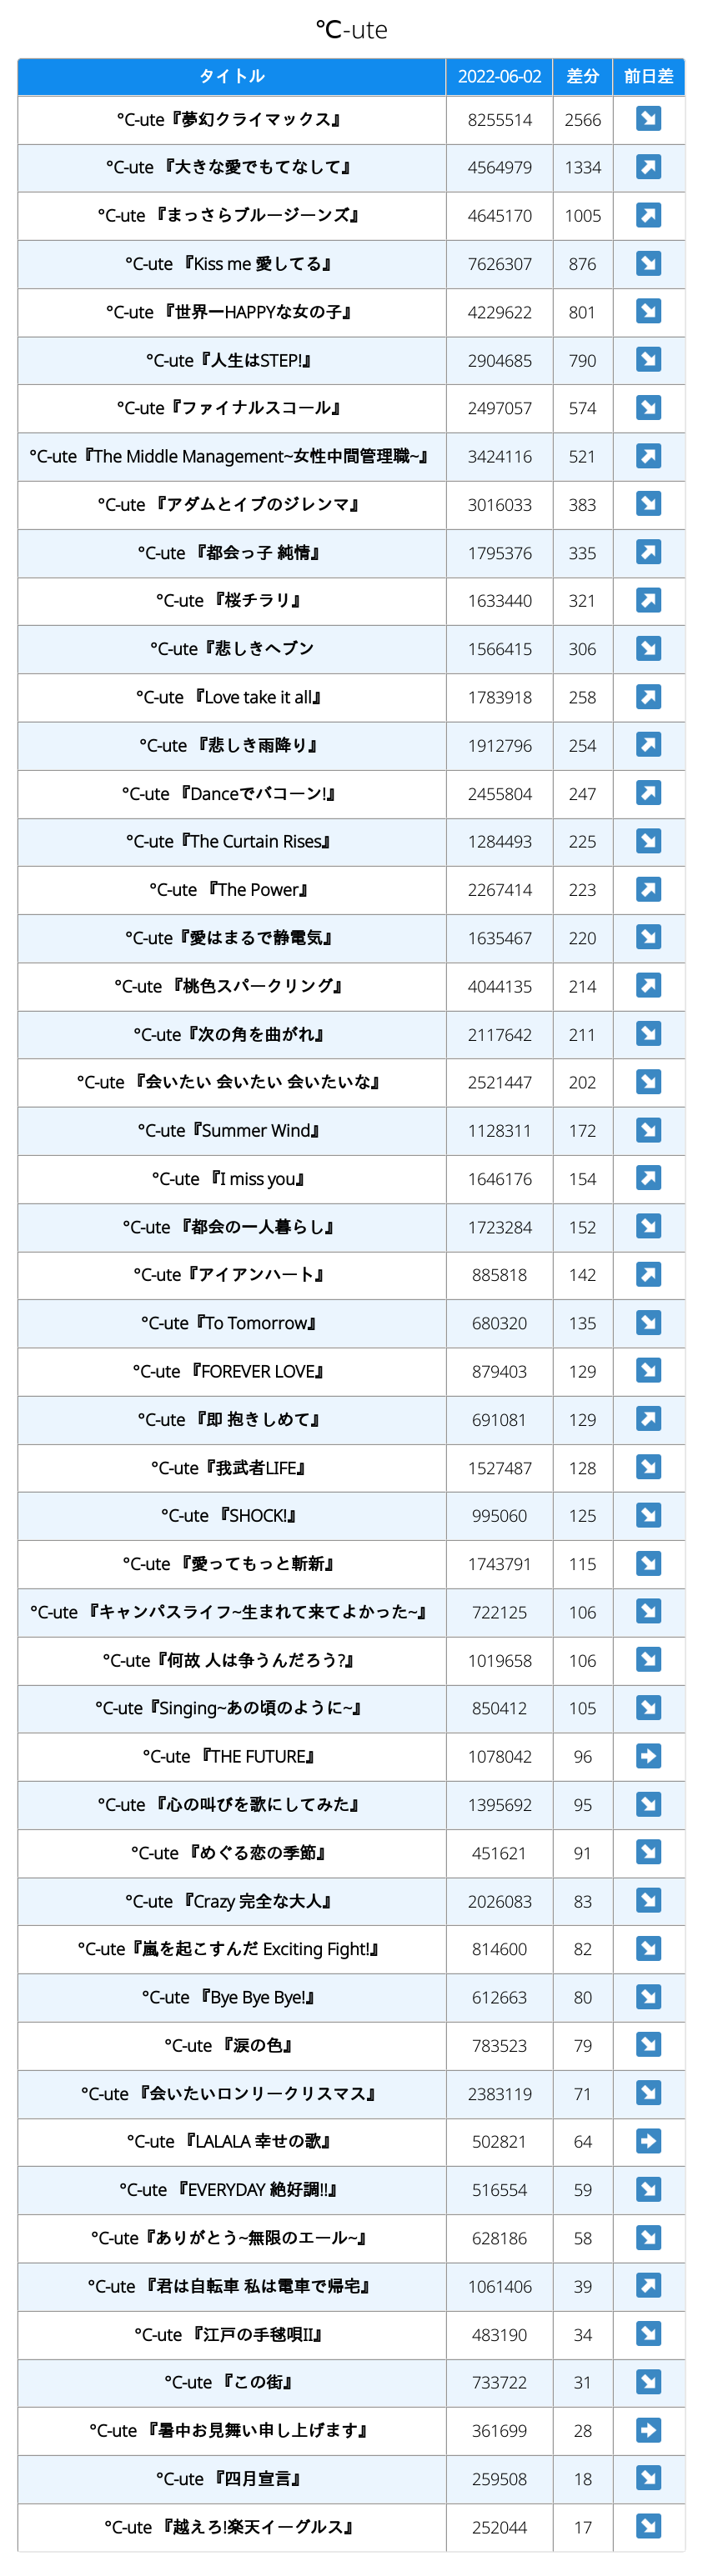 ℃-ute
タイトル 2022-06-02 差分 前日差
°C-ute『夢幻クライマックス』 8255514 2566 ↘
°C-ute 『大きな愛でもてなして』 4564979 1334 ↗
°C-ute 『まっさらブルージーンズ』 4645170 1005 ↗
°C-ute 『Kiss me 愛してる』 7626307 876 ↘
°C-ute 『世界一HAPPYな女の子』 4229622 801 ↘
°C-ute『人生はSTEP!』 2904685 790 ↘
°C-ute『ファイナルスコール』 2497057 574 ↘
°C-ute『The Middle Management~女性中間管理職~』 3424116 521 ↗
°C-ute 『アダムとイブのジレンマ』 3016033 383 ↘
°C-ute 『都会っ子 純情』 1795376 335 ↗
°C-ute 『桜チラリ』 1633440 321 ↗
°C-ute『悲しきヘブン 1566415 306 ↘
°C-ute 『Love take it all』 1783918 258 ↗
°C-ute 『悲しき雨降り』 1912796 254 ↗
°C-ute 『Danceでバコーン!』 2455804 247 ↗
°C-ute『The Curtain Rises』 1284493 225 ↘
°C-ute 『The Power』 2267414 223 ↗
°C-ute『愛はまるで静電気』 1635467 220 ↘
°C-ute 『桃色スパークリング』 4044135 214 ↗
°C-ute『次の角を曲がれ』 2117642 211 ↘
°C-ute 『会いたい 会いたい 会いたいな』 2521447 202 ↘
°C-ute『Summer Wind』 1128311 172 ↘
°C-ute 『I miss you』 1646176 154 ↗
°C-ute 『都会の一人暮らし』 1723284 152 ↘
°C-ute『アイアンハート』 885818 142 ↗
°C-ute『To Tomorrow』 680320 135 ↘
°C-ute 『FOREVER LOVE』 879403 129 ↘
°C-ute 『即 抱きしめて』 691081 129 ↗
°C-ute『我武者LIFE』 1527487 128 ↘
°C-ute 『SHOCK!』 995060 125 ↘
°C-ute 『愛ってもっと斬新』 1743791 115 ↘
°C-ute 『キャンパスライフ~生まれて来てよかった~』 722125 106 ↘
°C-ute『何故 人は争うんだろう?』 1019658 106 ↘
°C-ute『Singing~あの頃のように~』 850412 105 ↘
°C-ute 『THE FUTURE』 1078042 96 ➡
°C-ute 『心の叫びを歌にしてみた』 1395692 95 ↘
°C-ute 『めぐる恋の季節』 451621 91 ↘
°C-ute 『Crazy 完全な大人』 2026083 83 ↘
°C-ute『嵐を起こすんだ Exciting Fight!』 814600 82 ↘
°C-ute 『Bye Bye Bye!』 612663 80 ↘
°C-ute 『涙の色』 783523 79 ↘
°C-ute 『会いたいロンリークリスマス』 2383119 71 ↘
°C-ute 『LALALA 幸せの歌』 502821 64 ➡
°C-ute 『EVERYDAY 絶好調!!』 516554 59 ↘
°C-ute『ありがとう~無限のエール~』 628186 58 ↘
°C-ute 『君は自転車 私は電車で帰宅』 1061406 39 ↗
°C-ute 『江戸の手毬唄II』 483190 34 ↘
°C-ute 『この街』 733722 31 ↘
°C-ute 『暑中お見舞い申し上げます』 361699 28 ➡
°C-ute 『四月宣言』 259508 18 ↘
°C-ute 『越えろ!楽天イーグルス』 252044 17 ↘